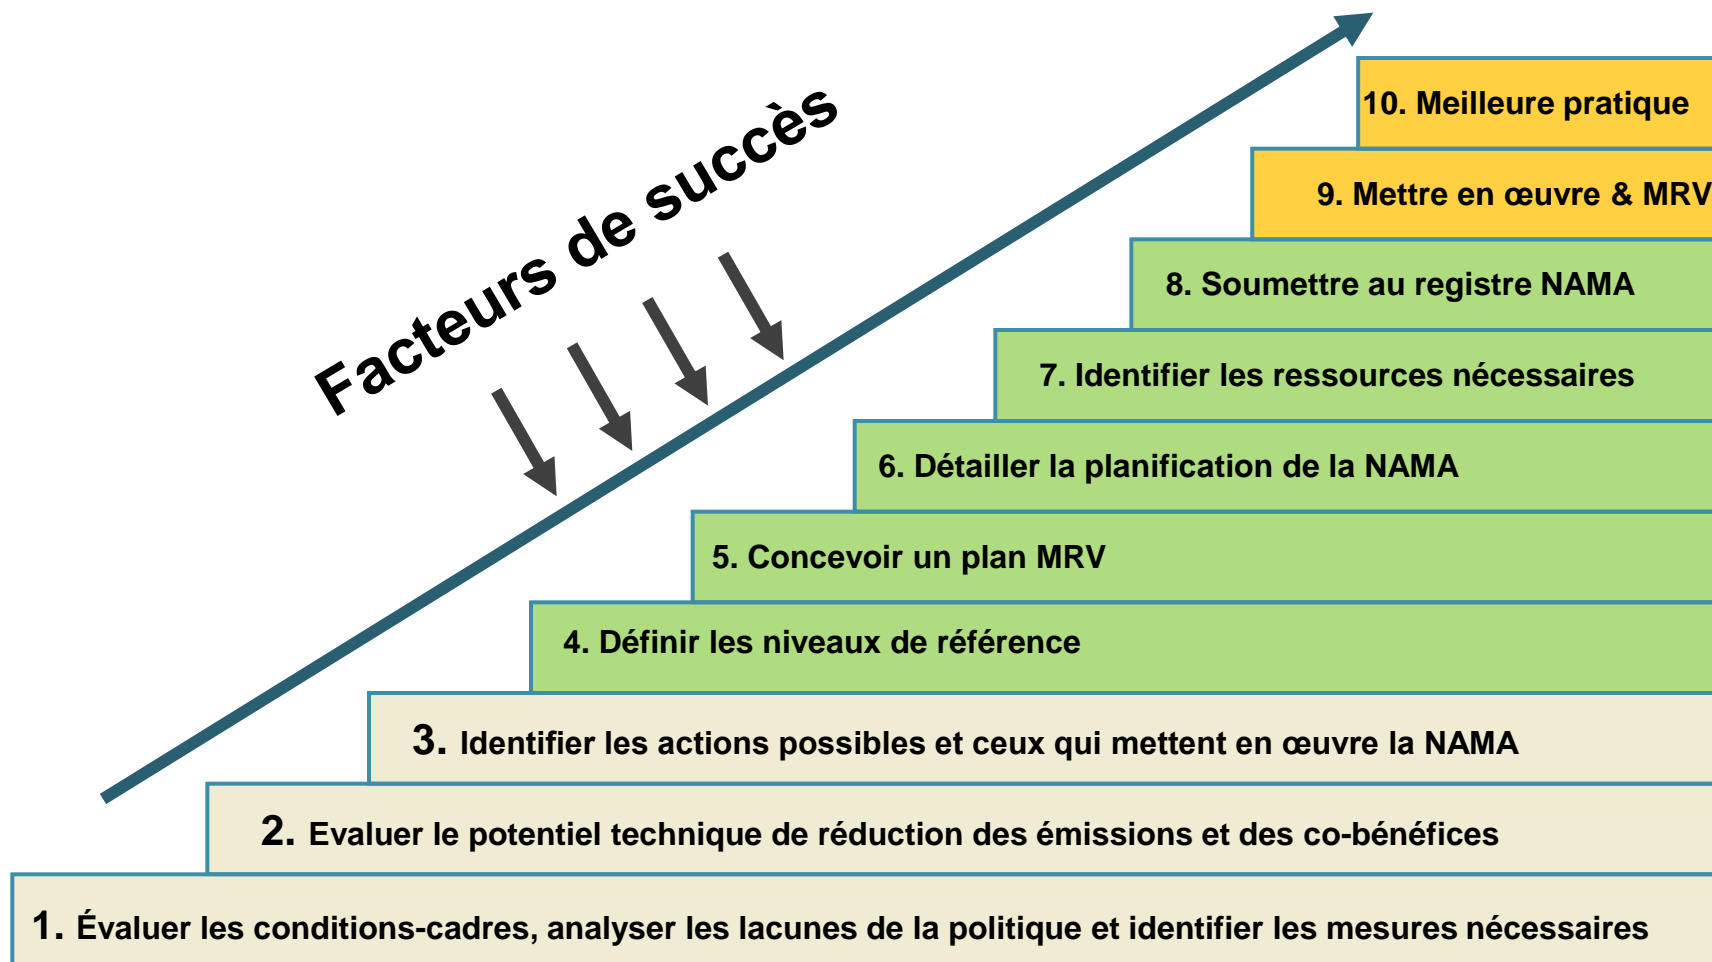 Facteurs de succès
10. Meilleure pratique
9. Mettre en œuvre & MRV
8. Soumettre au registre NAMA
7. Identifier les ressources nécessaires
6. Détailler la planification de la NAMA
5. Concevoir un plan MRV
4. Définir les niveaux de référence
3. Identifier les actions possibles et ceux qui mettent en œuvre la NAMA
2. Evaluer le potentiel technique de réduction des émissions et des co-bénéfices
1. Évaluer les conditions-cadres, analyser les lacunes de la politique et identifier les mesures nécessaires